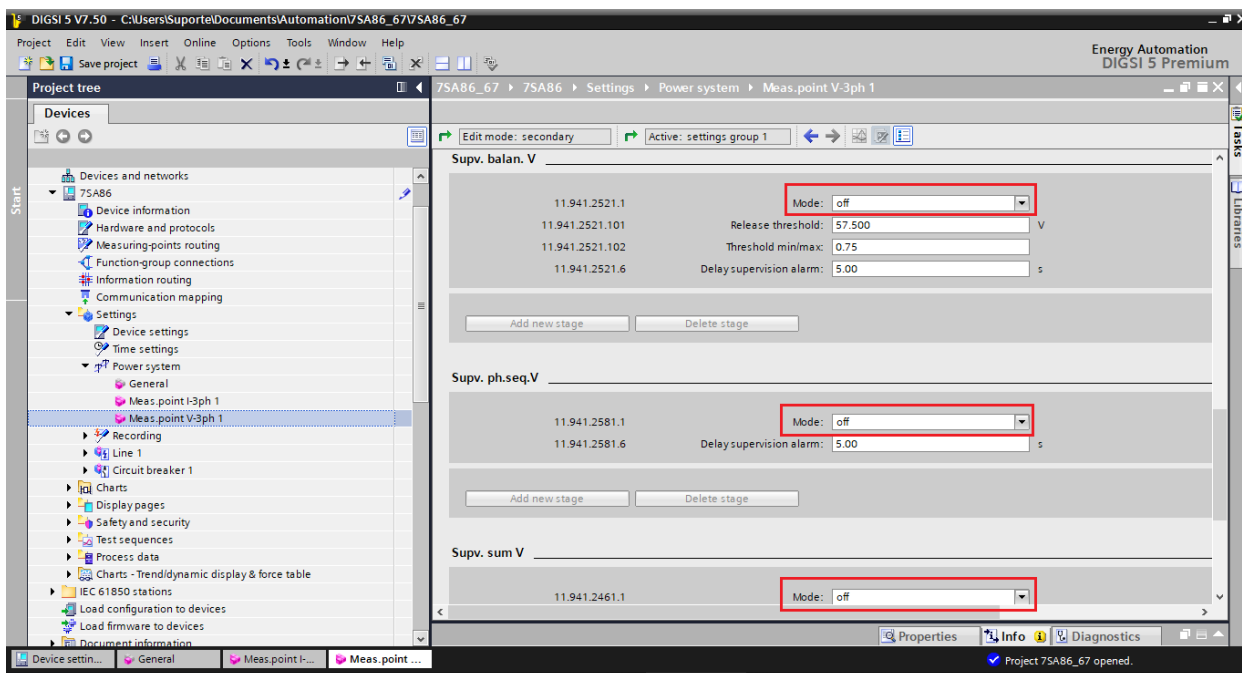 DIGSI 5 V7.50 - C:\Users\Suporte\Documents\Automation\7SA86_67\7SA86_67
Project Edit View Insert Online Options Tools Window Help
Save project
Energy Automation
DIGSI 5 Premium
Project tree
7SA86_67 ▸ 7SA86 ▸ Settings ▸ Power system ▸ Meas.point V-3ph 1
Devices
Start
Devices and networks
7SA86
Device information
Hardware and protocols
Measuring-points routing
Function-group connections
Information routing
Communication mapping
Settings
Device settings
Time settings
Power system
General
Meas.point I-3ph 1
Meas.point V-3ph 1
Recording
Line 1
Circuit breaker 1
Charts
Display pages
Safety and security
Test sequences
Process data
Charts - Trend/dynamic display & force table
IEC 61850 stations
Load configuration to devices
Load firmware to devices
Document information
Edit mode: secondary
Active: settings group 1
Supv. balan. V
11.941.2521.1 Mode: off
11.941.2521.101 Release threshold: 57.500 V
11.941.2521.102 Threshold min/max: 0.75
11.941.2521.6 Delay supervision alarm: 5.00 s
Add new stage Delete stage
Supv. ph.seq.V
11.941.2581.1 Mode: off
11.941.2581.6 Delay supervision alarm: 5.00 s
Add new stage Delete stage
Supv. sum V
11.941.2461.1 Mode: off
Tasks
Libraries
Properties Info Diagnostics
Device settin... General Meas.point I-... Meas.point ...
Project 7SA86_67 opened.